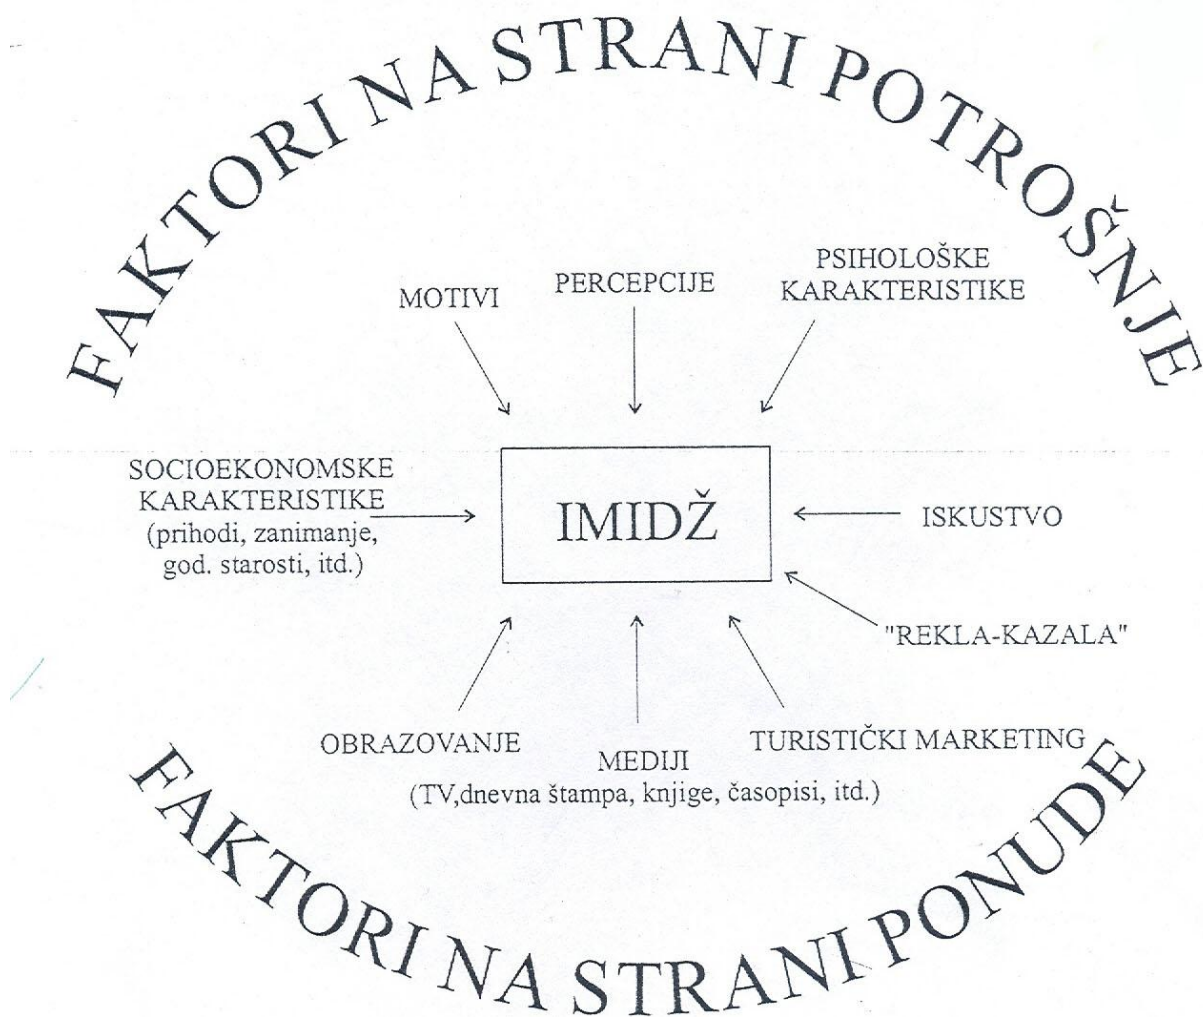 FAKTORI NA STRANI POTROŠNJE
MOTIVI
PERCEPCIJE
PSIHOLOŠKE
KARAKTERISTIKE
SOCIOEKONOMSKE
KARAKTERISTIKE
(prihodi, zanimanje,
god. starosti, itd.)
IMIDŽ
ISKUSTVO
"REKLA-KAZALA"
OBRAZOVANJE
MEDIJI
(TV,dnevna štampa, knjige, časopisi, itd.)
TURISTIČKI MARKETING
FAKTORI NA STRANI PONUDE